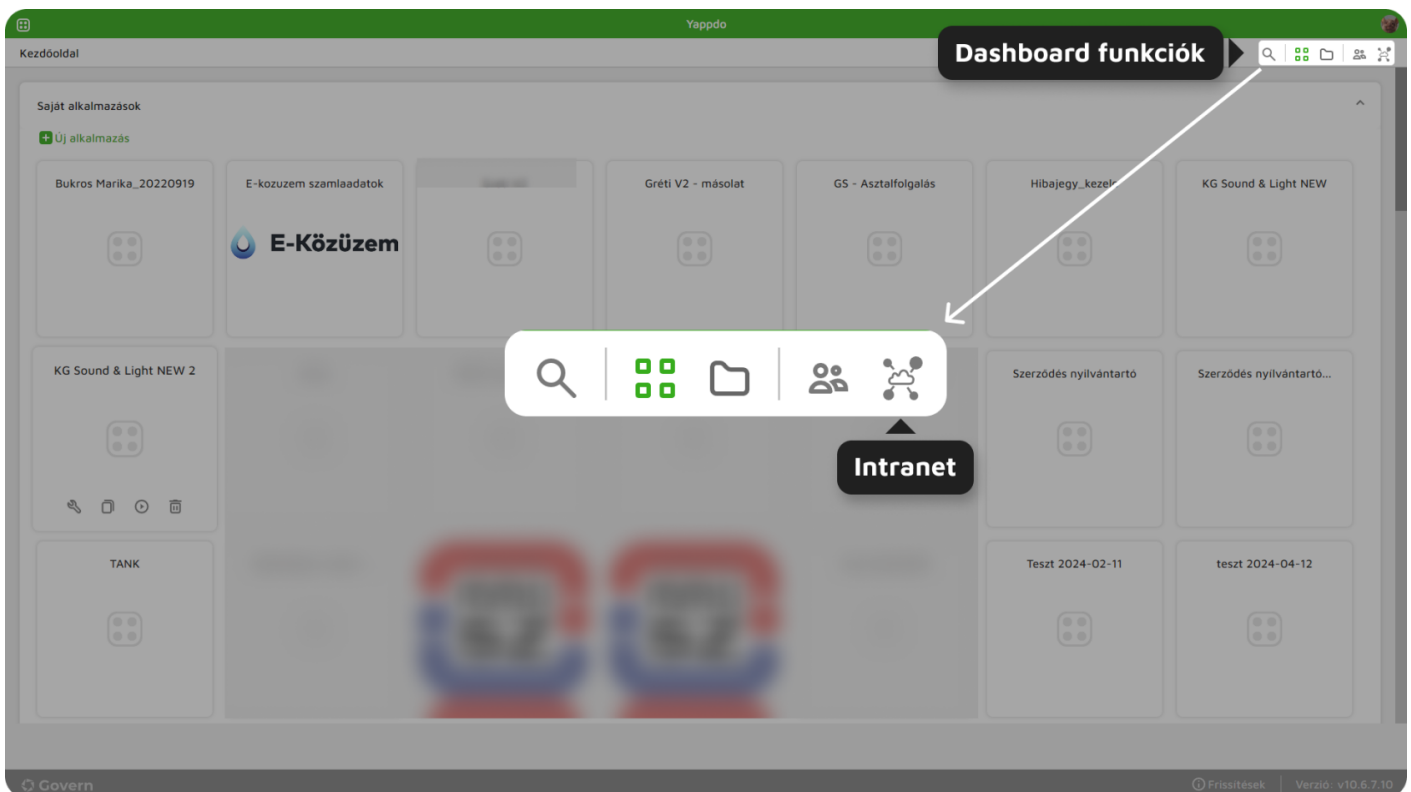 Yappdo
Kezdőoldal
Dashboard funkciók
Saját alkalmazások
Új alkalmazás
Bukros Marika_20220919
E-kozuzem szamlaadatok
Gréti V2 - másolat
GS - Asztalfolgalás
Hibajegy_kezelő
KG Sound & Light NEW
E-Közüzem
KG Sound & Light NEW 2
Szerződés nyilvántartó
Szerződés nyilvántartó...
Intranet
TANK
Teszt 2024-02-11
teszt 2024-04-12
Govern
Frissítések
Verzió: v10.6.7.10